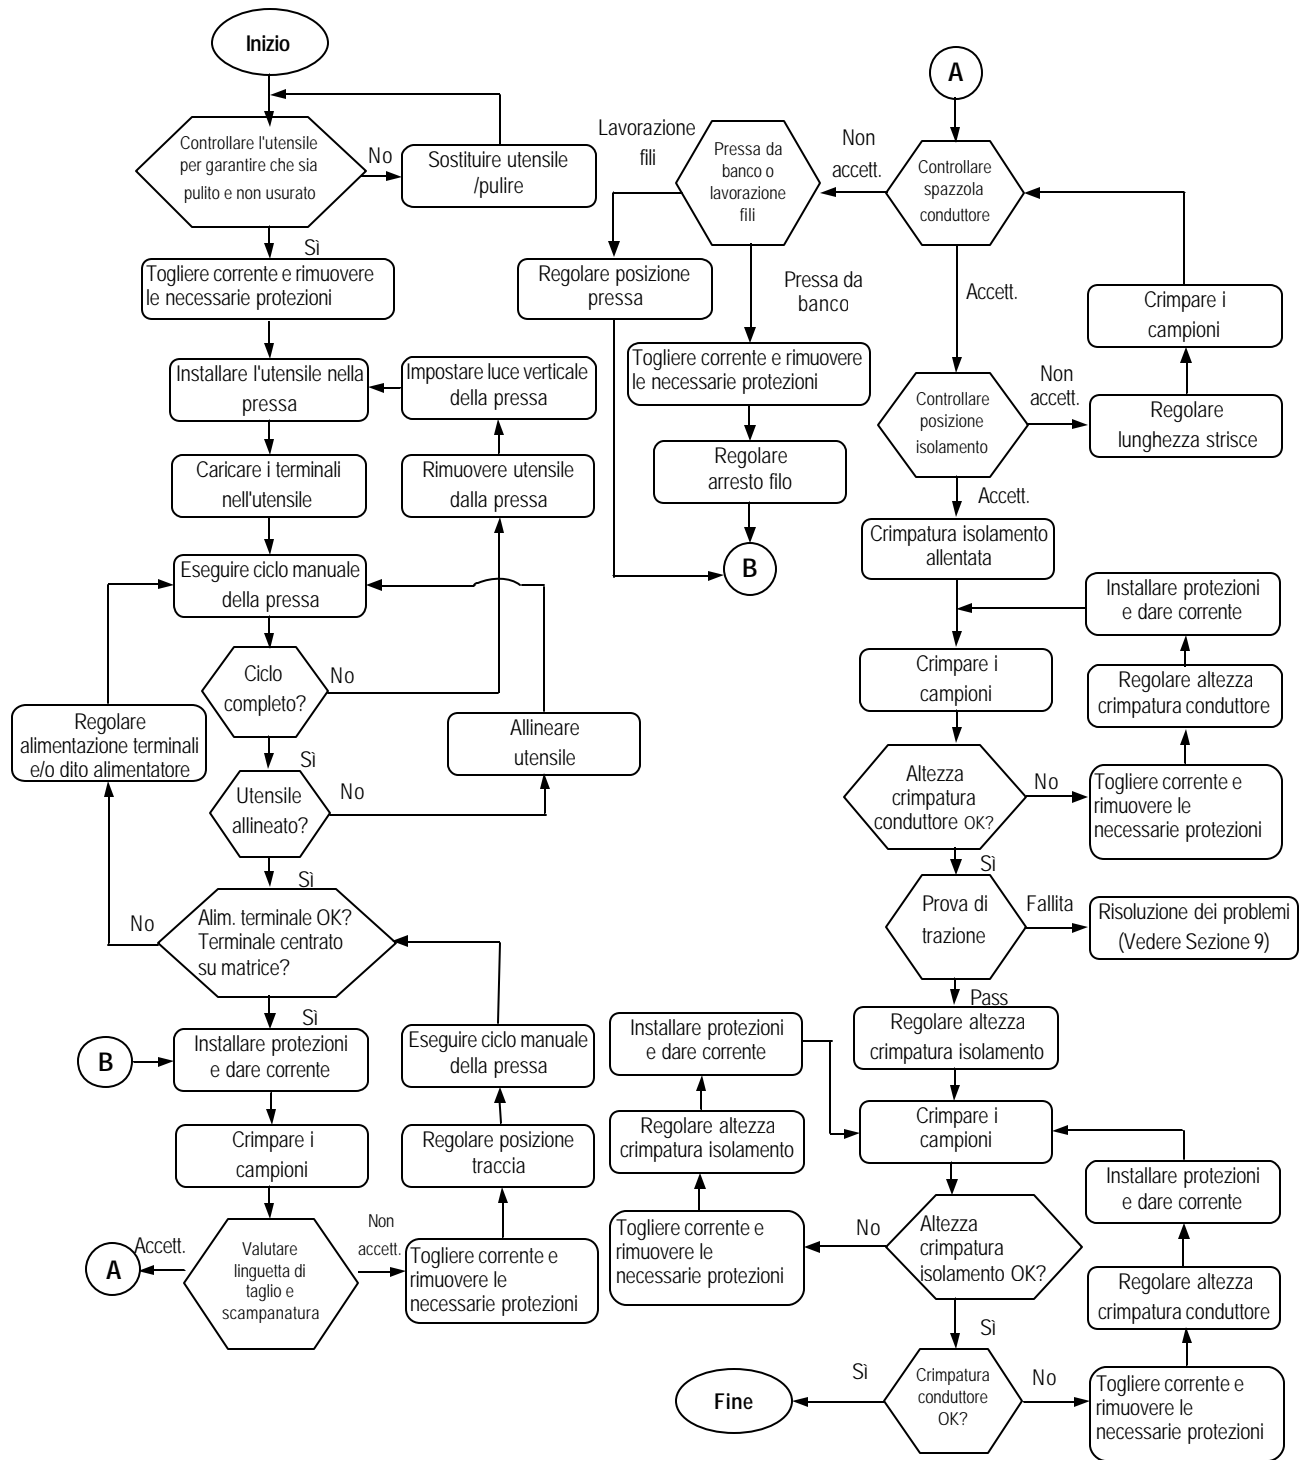 Inizio
Controllare l'utensile
per garantire che sia
pulito e non usurato
No
Sostituire utensile
/pulire
Sì
Togliere corrente e rimuovere
le necessarie protezioni
Installare l'utensile nella
pressa
Impostare luce verticale
della pressa
Caricare i terminali
nell'utensile
Rimuovere utensile
dalla pressa
Eseguire ciclo manuale
della pressa
Ciclo
completo?
No
Regolare
alimentazione terminali
e/o dito alimentatore
Allineare
utensile
Sì
Utensile
allineato?
No
Sì
No
Alim. terminale OK?
Terminale centrato
su matrice?
Sì
B
Installare protezioni
e dare corrente
Eseguire ciclo manuale
della pressa
Crimpare i
campioni
Regolare posizione
traccia
A
Accett.
Valutare
linguetta di
taglio e
scampanatura
Non
accett.
Togliere corrente e
rimuovere le
necessarie protezioni
A
Lavorazione
fili
Pressa da
banco o
lavorazione
fili
Non
accett.
Controllare
spazzola
conduttore
Regolare posizione
pressa
Pressa da
banco
Accett.
Crimpare i
campioni
Togliere corrente e rimuovere
le necessarie protezioni
Controllare
posizione
isolamento
Non
accett.
Regolare
lunghezza strisce
Regolare
arresto filo
Accett.
B
Crimpatura isolamento
allentata
Installare protezioni
e dare corrente
Crimpare i
campioni
Regolare altezza
crimpatura conduttore
Altezza
crimpatura
conduttore OK?
No
Togliere corrente e
rimuovere le
necessarie protezioni
Sì
Prova di
trazione
Fallita
Risoluzione dei problemi
(Vedere Sezione 9)
Pass
Regolare altezza
crimpatura isolamento
Installare protezioni
e dare corrente
Crimpare i
campioni
Regolare altezza
crimpatura isolamento
Installare protezioni
e dare corrente
Togliere corrente e
rimuovere le
necessarie protezioni
No
Altezza
crimpatura
isolamento OK?
Regolare altezza
crimpatura conduttore
Sì
Fine
Sì
Crimpatura
conduttore
OK?
No
Togliere corrente e
rimuovere le
necessarie protezioni